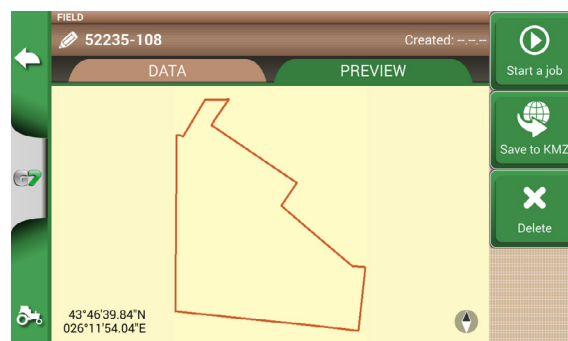 FIELD
52235-108
Created: --.--.--
DATA
PREVIEW
Start a job
Save to KMZ
Delete
43°46'39.84"N
026°11'54.04"E